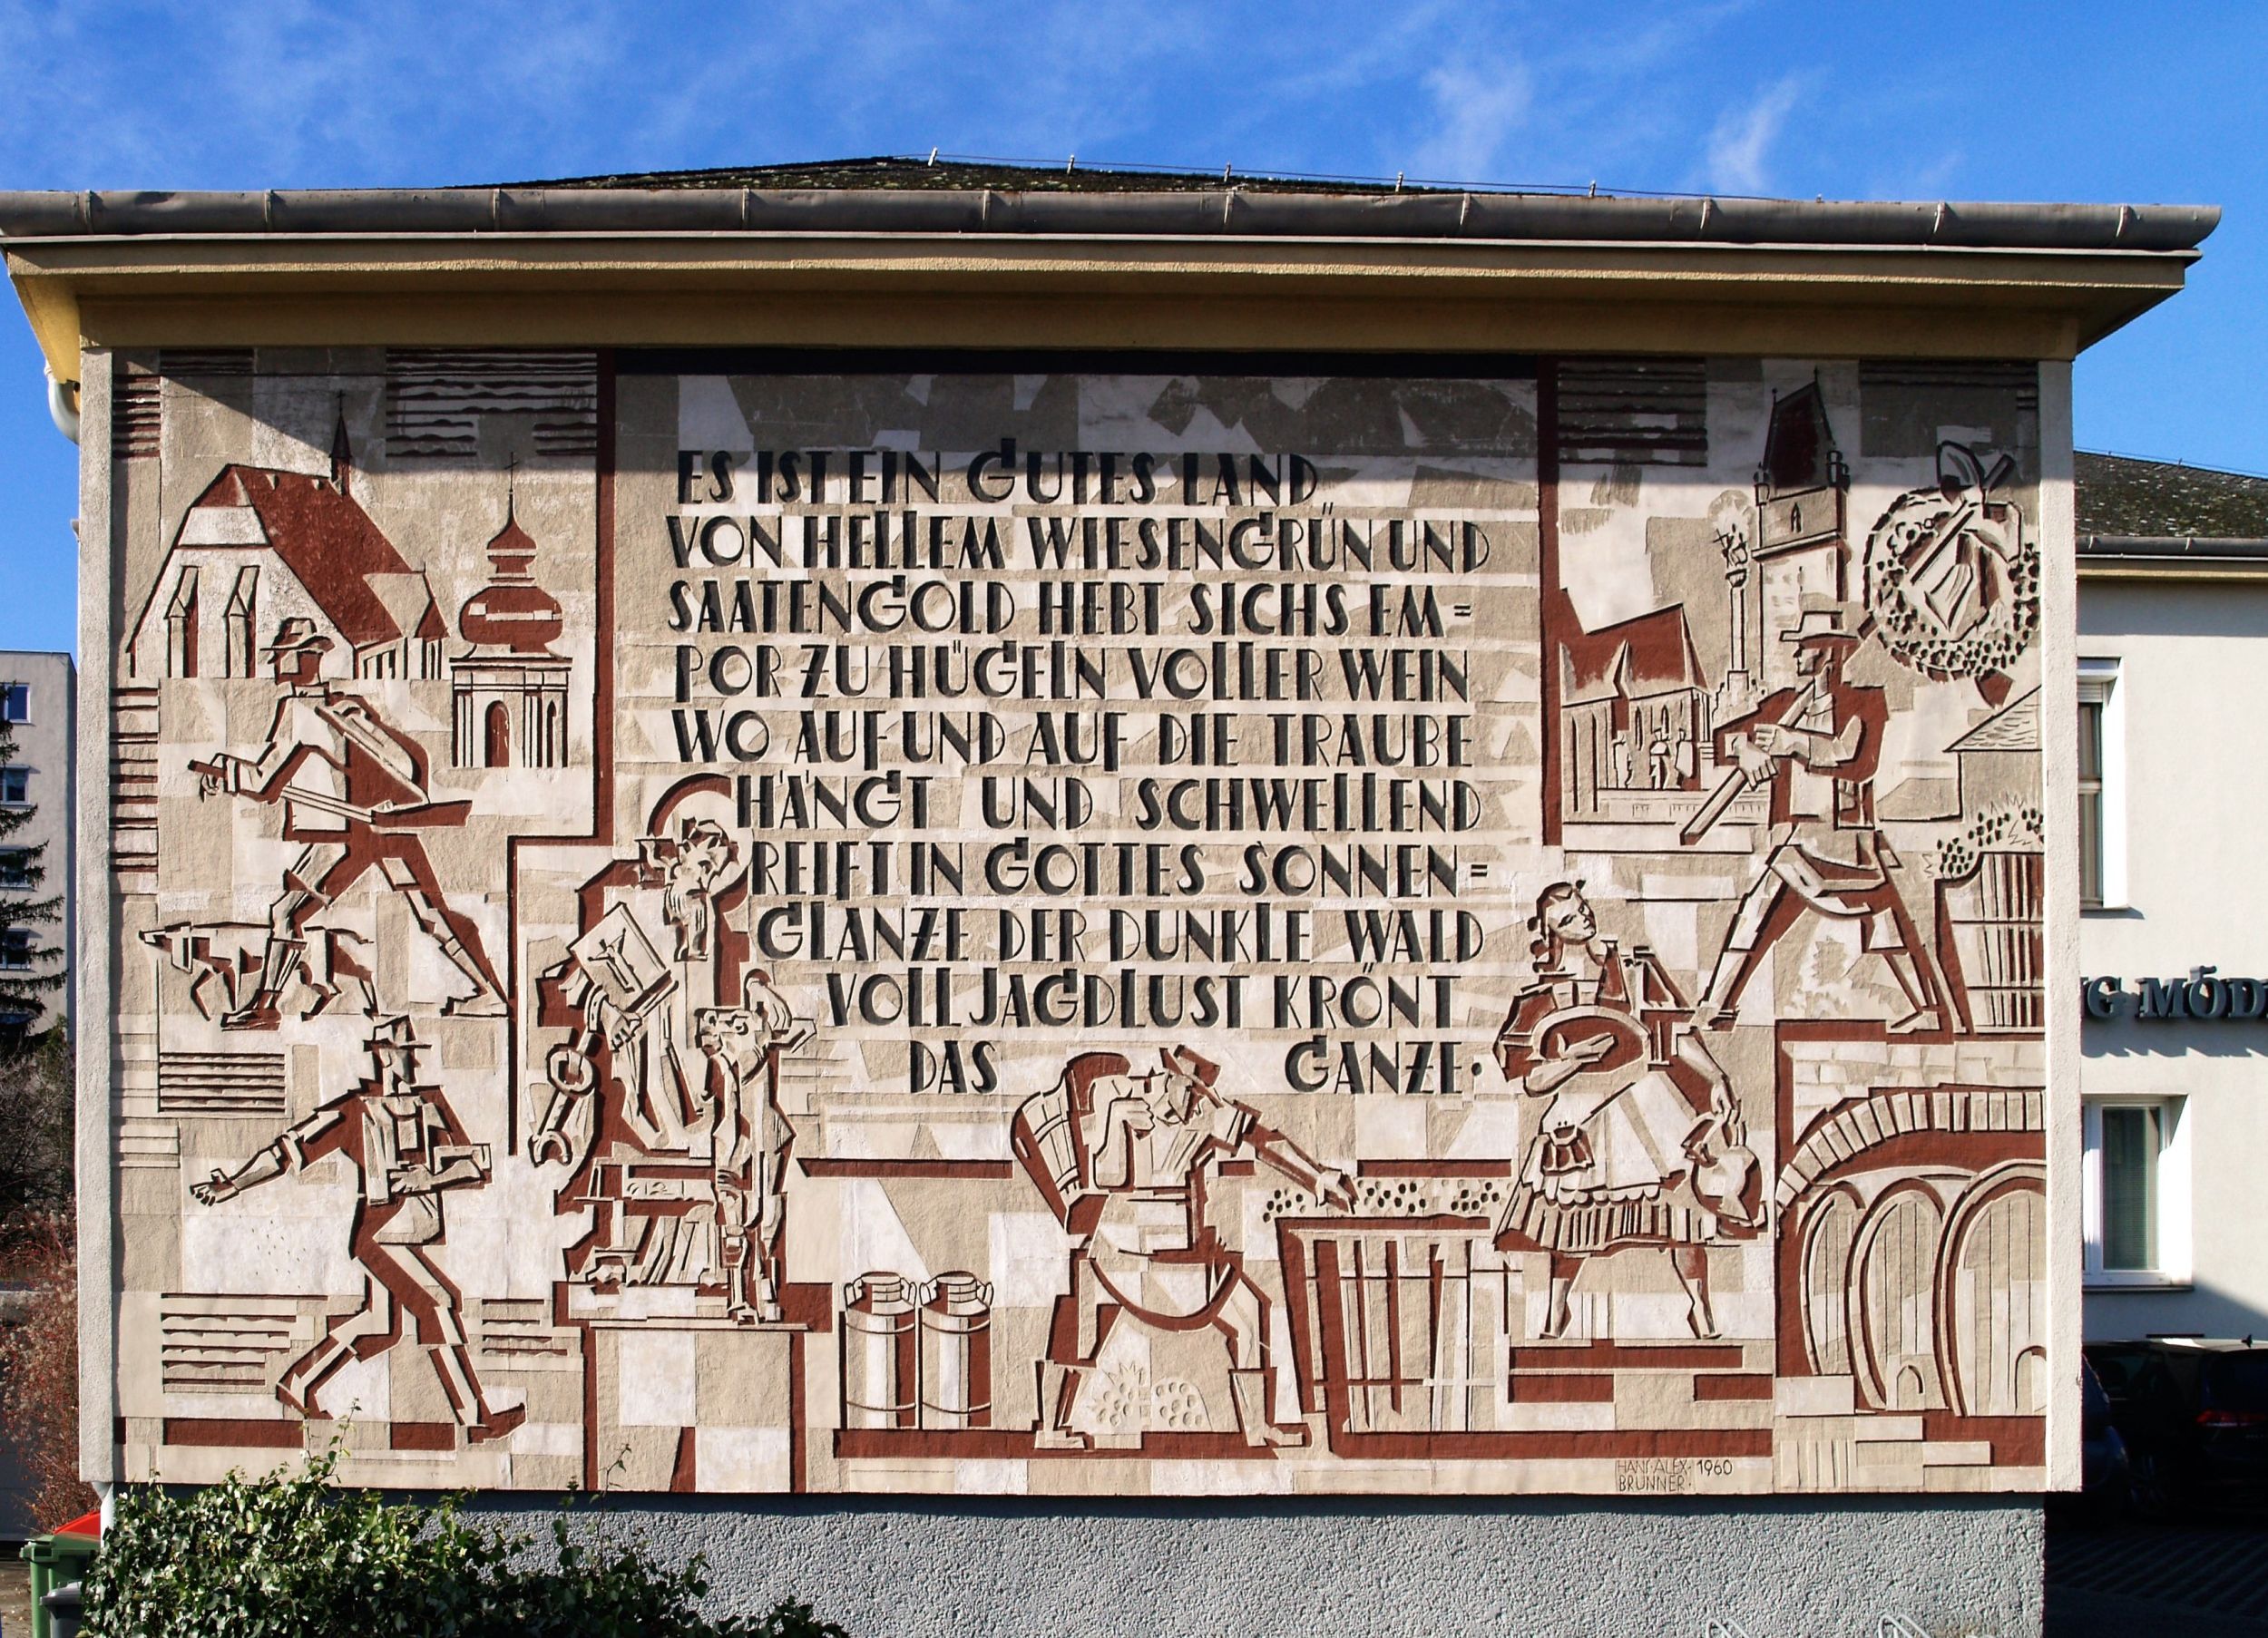 ES IST EIN GUTES LAND
VON HELLEM WIESENGRÜN UND
SAATENGOLD HEBT SICHS EM=
POR ZU HÜGELN VOLLER WEIN
WO AUF UND AUF DIE TRAUBE
HÄNGT UND SCHWELLEND
REIFT IN GOTTES SONNEN=
GLANZE DER DUNKLE WALD
VOLL JAGDLUST KRÖNT
DAS GANZE.
HANS·ALEX· 1960
BRUNNER·
G MÖD